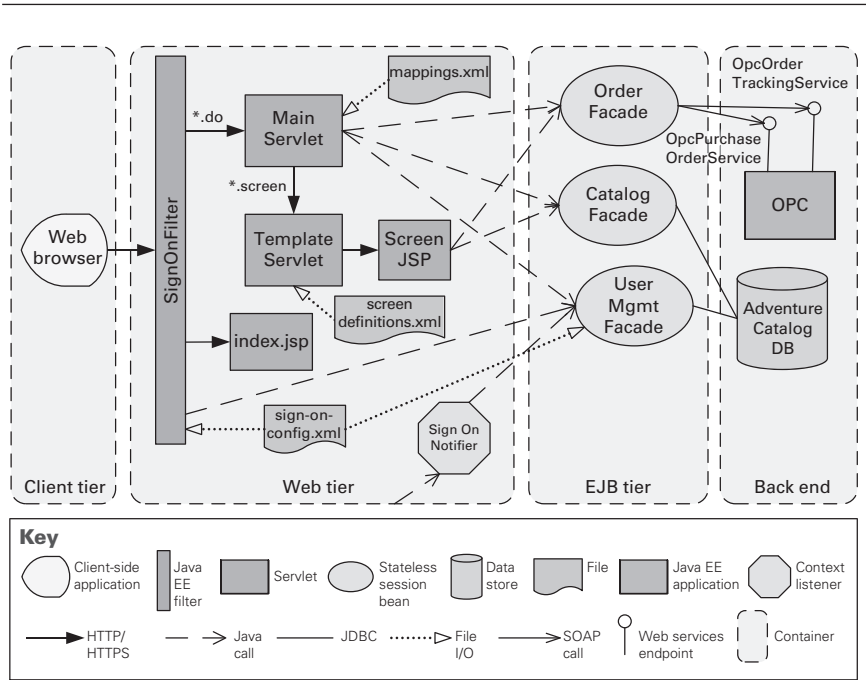 mappings.xml
OpcOrder
TrackingService
Order
Facade
*.do
Main
Servlet
OpcPurchase
OrderService
*.screen
SignOnFilter
Catalog
Facade
OPC
Web
browser
Template
Servlet
Screen
JSP
User
Mgmt
Facade
screen
definitions.xml
Adventure
Catalog
DB
index.jsp
sign-on-
config.xml
Sign On
Notifier
Client tier
Web tier
EJB tier
Back end
Key
Client-side
application
Java
EE
filter
Servlet
Stateless
session
bean
Data
store
File
Java EE
application
Context
listener
HTTP/
HTTPS
Java
call
JDBC
File
I/O
SOAP
call
Web services
endpoint
Container